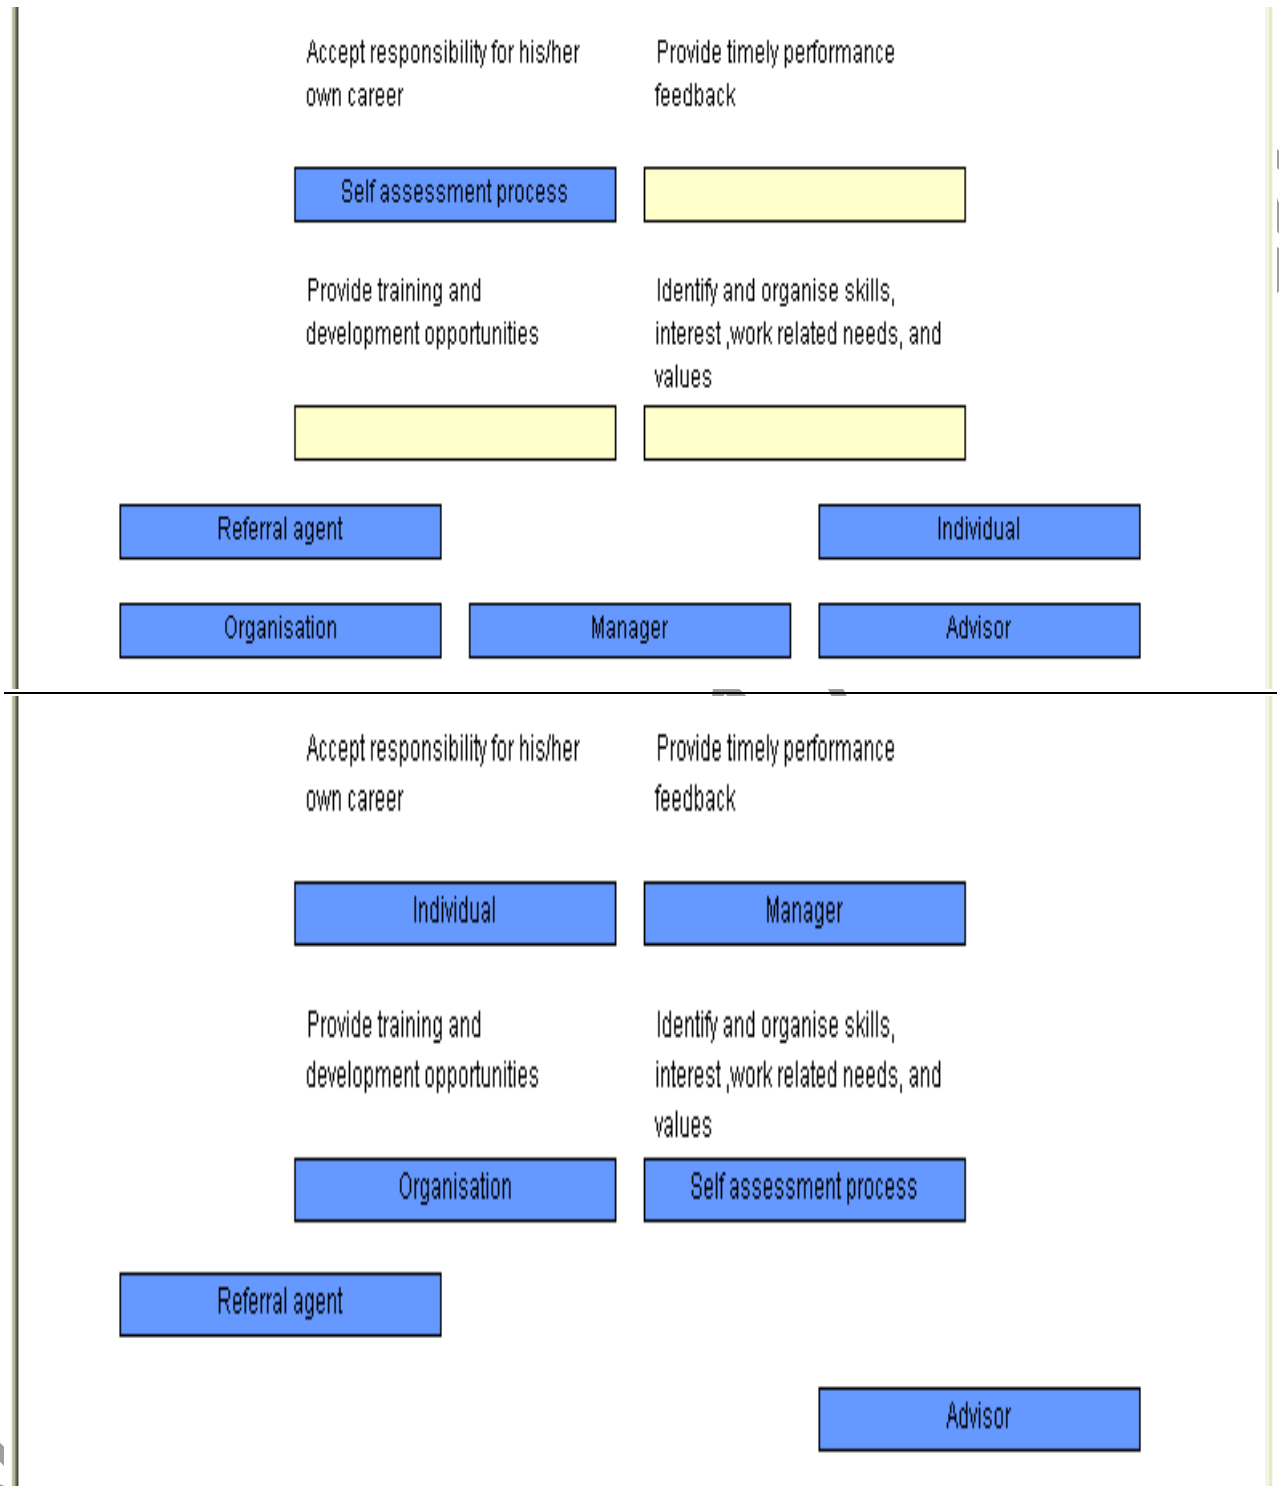 Accept responsibility for his/her
own career
Provide timely performance
feedback
Self assessment process
Provide training and
development opportunities
Identify and organise skills,
interest ,work related needs, and
values
Referral agent
Individual
Organisation
Manager
Advisor
Accept responsibility for his/her
own career
Provide timely performance
feedback
Individual
Manager
Provide training and
development opportunities
Identify and organise skills,
interest ,work related needs, and
values
Organisation
Self assessment process
Referral agent
Advisor